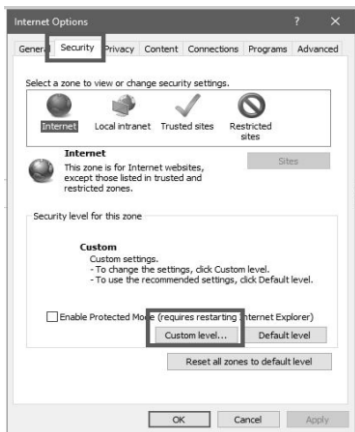 Internet Options ? ×
General Security Privacy Content Connections Programs Advanced
Select a zone to view or change security settings.
Internet Local intranet Trusted sites Restricted
sites
Internet
Sites
This zone is for Internet websites,
except those listed in trusted and
restricted zones.
Security level for this zone
Custom
Custom settings.
- To change the settings, click Custom level.
- To use the recommended settings, click Default level.
Enable Protected Mode (requires restarting Internet Explorer)
Custom level... Default level
Reset all zones to default level
OK Cancel Apply